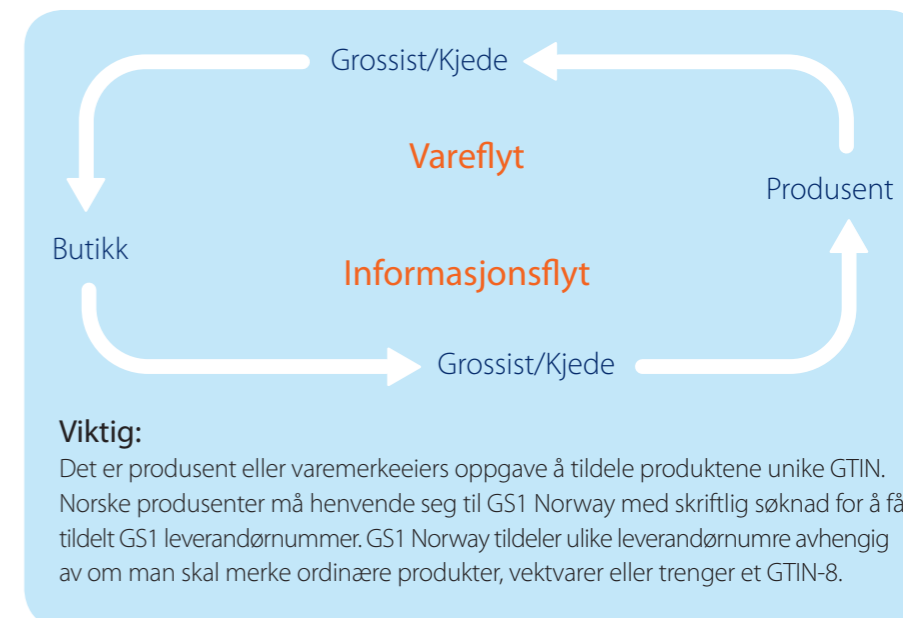 Grossist/Kjede
Vareflyt
Produsent
Butikk
Informasjonsflyt
Grossist/Kjede
Viktig:
Det er produsent eller varemerkeeiers oppgave å tildele produktene unike GTIN.
Norske produsenter må henvende seg til GS1 Norway med skriftlig søknad for å få
tildelt GS1 leverandørnummer. GS1 Norway tildeler ulike leverandørnumre avhengig
av om man skal merke ordinære produkter, vektvarer eller trenger et GTIN-8.